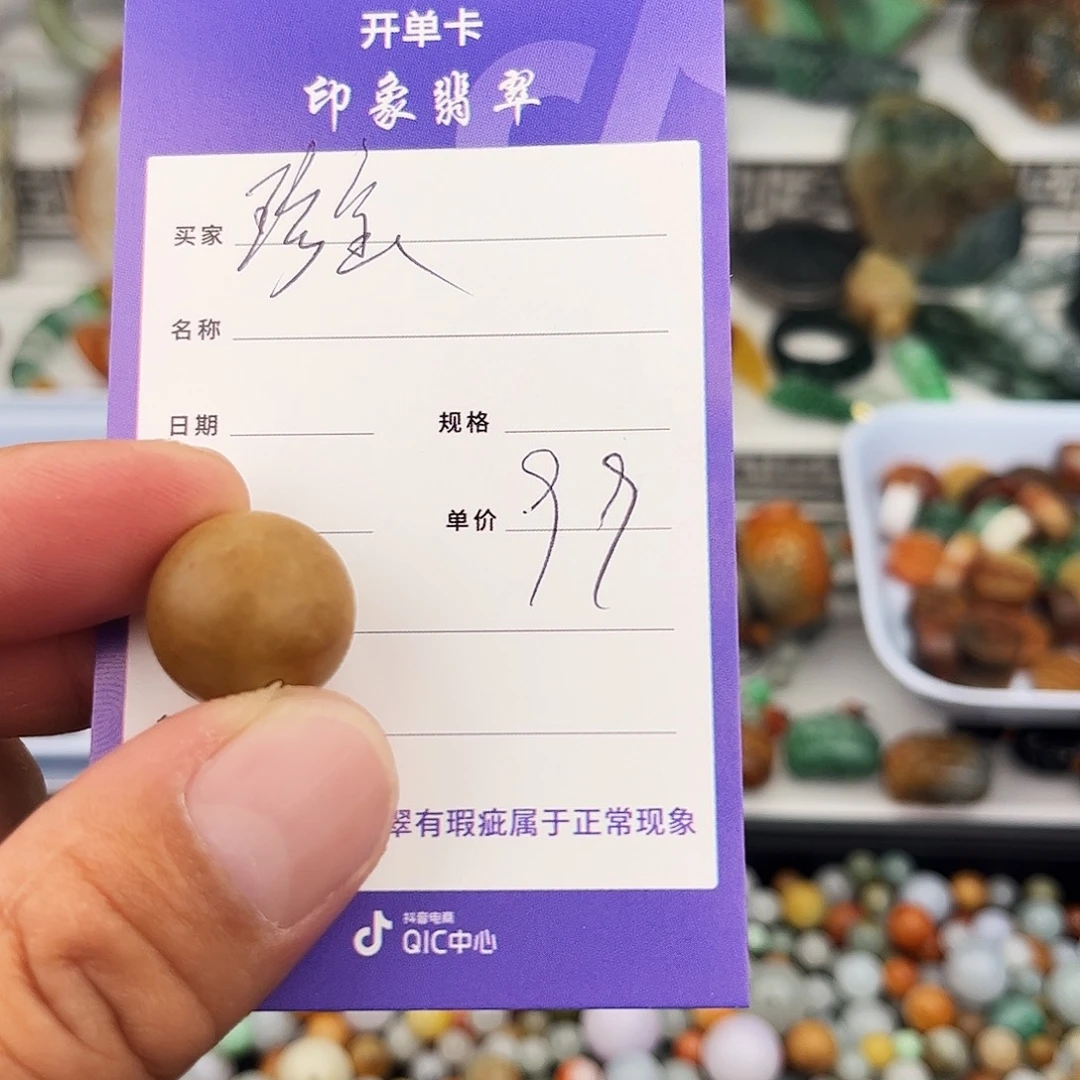 开单卡
印象翡翠
买家
名称
日期 规格
单价 99
翠有瑕疵属于正常现象
抖音电商
QIC中心